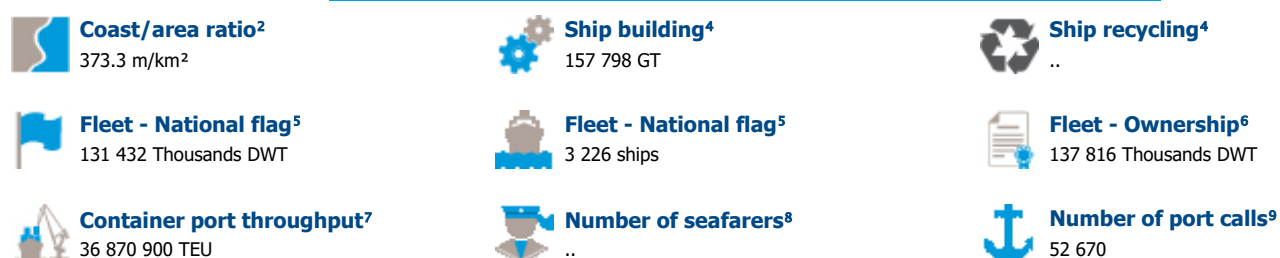 Coast/area ratio²
373.3 m/km²
Ship building⁴
157 798 GT
Ship recycling⁴
..
Fleet - National flag⁵
131 432 Thousands DWT
Fleet - National flag⁵
3 226 ships
Fleet - Ownership⁶
137 816 Thousands DWT
Container port throughput⁷
36 870 900 TEU
Number of seafarers⁸
..
Number of port calls⁹
52 670